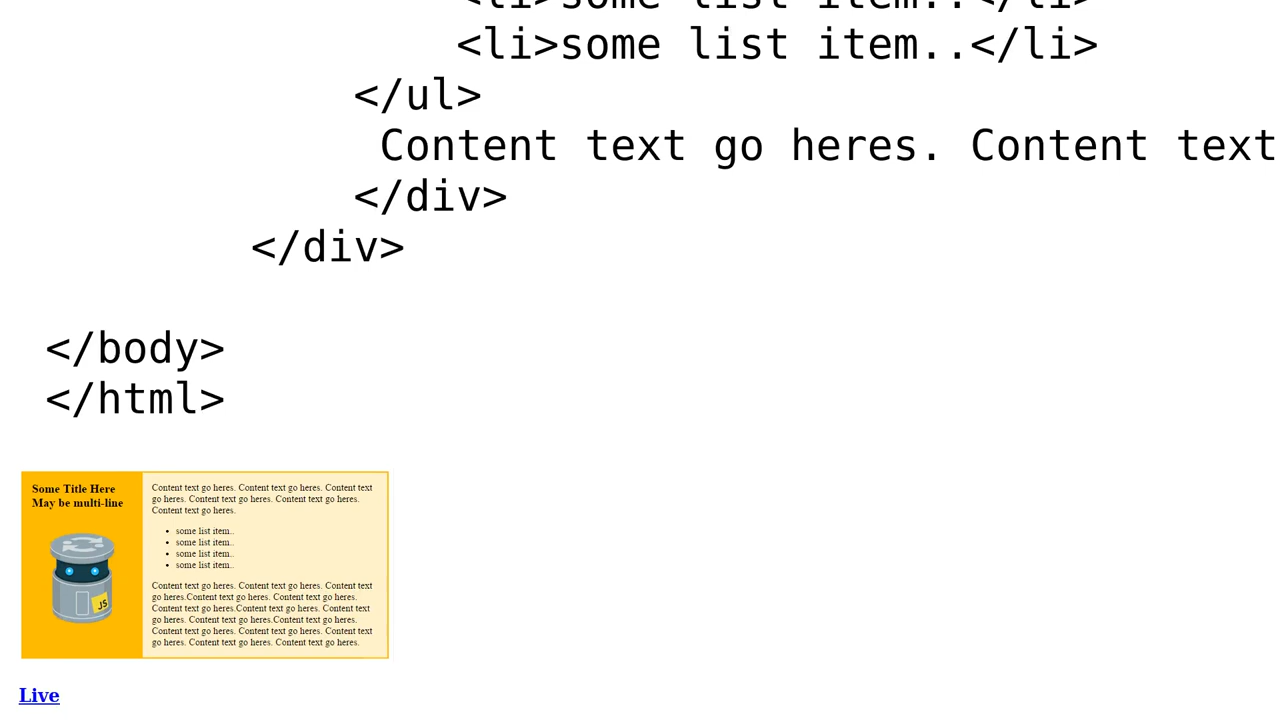 <li>some list item..</li>
<li>some list item..</li>
</ul>
Content text go heres. Content text
</div>
</div>
</body>
</html>
Some Title Here
May be multi-line
JS
Content text go heres. Content text go heres. Content text
go heres. Content text go heres. Content text go heres.
Content text go heres.
• some list item..
• some list item..
• some list item..
• some list item..
Content text go heres. Content text go heres. Content text
go heres.Content text go heres. Content text go heres.
Content text go heres.Content text go heres. Content text
go heres. Content text go heres.Content text go heres.
Content text go heres. Content text go heres. Content text
go heres. Content text go heres. Content text go heres.
Live